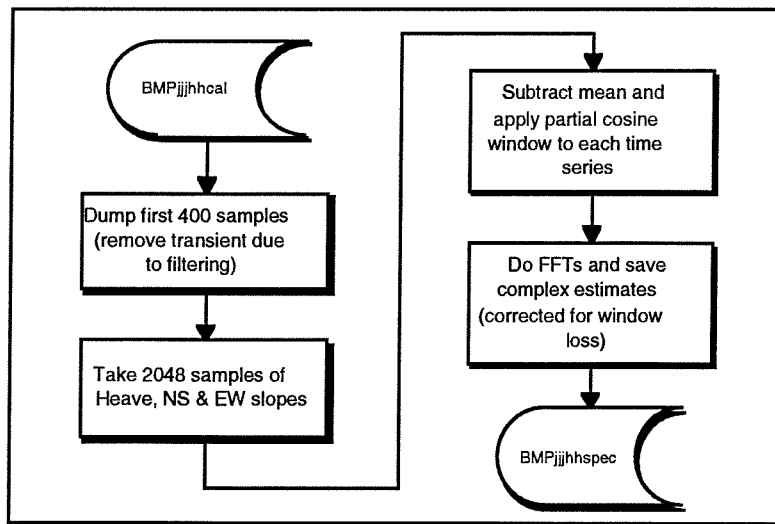 BMPjjjhhcal
Dump first 400 samples
(remove transient due
to filtering)
Take 2048 samples of
Heave, NS & EW slopes
Subtract mean and
apply partial cosine
window to each time
series
Do FFTs and save
complex estimates
(corrected for window
loss)
BMPjjjhhspec